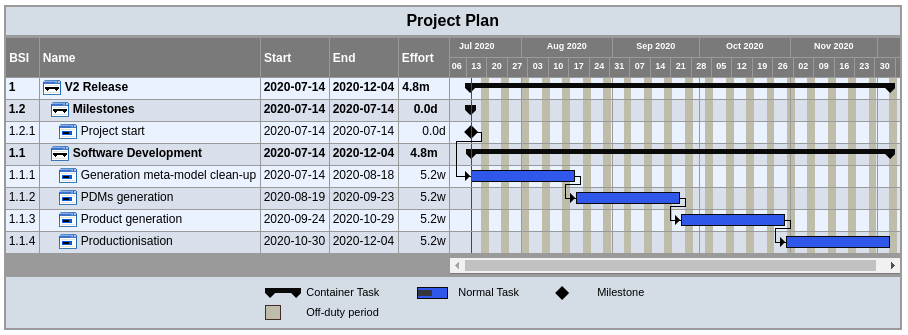 Project Plan
BSI Name Start End Effort Jul 2020 Aug 2020 Sep 2020 Oct 2020 Nov 2020
06 13 20 27 03 10 17 24 31 07 14 21 28 05 12 19 26 02 09 16 23 30
1 V2 Release 2020-07-14 2020-12-04 4.8m
1.2 Milestones 2020-07-14 2020-07-14 0.0d
1.2.1 Project start 2020-07-14 2020-07-14 0.0d
1.1 Software Development 2020-07-14 2020-12-04 4.8m
1.1.1 Generation meta-model clean-up 2020-07-14 2020-08-18 5.2w
1.1.2 PDMs generation 2020-08-19 2020-09-23 5.2w
1.1.3 Product generation 2020-09-24 2020-10-29 5.2w
1.1.4 Productionisation 2020-10-30 2020-12-04 5.2w
Container Task Normal Task Milestone
Off-duty period